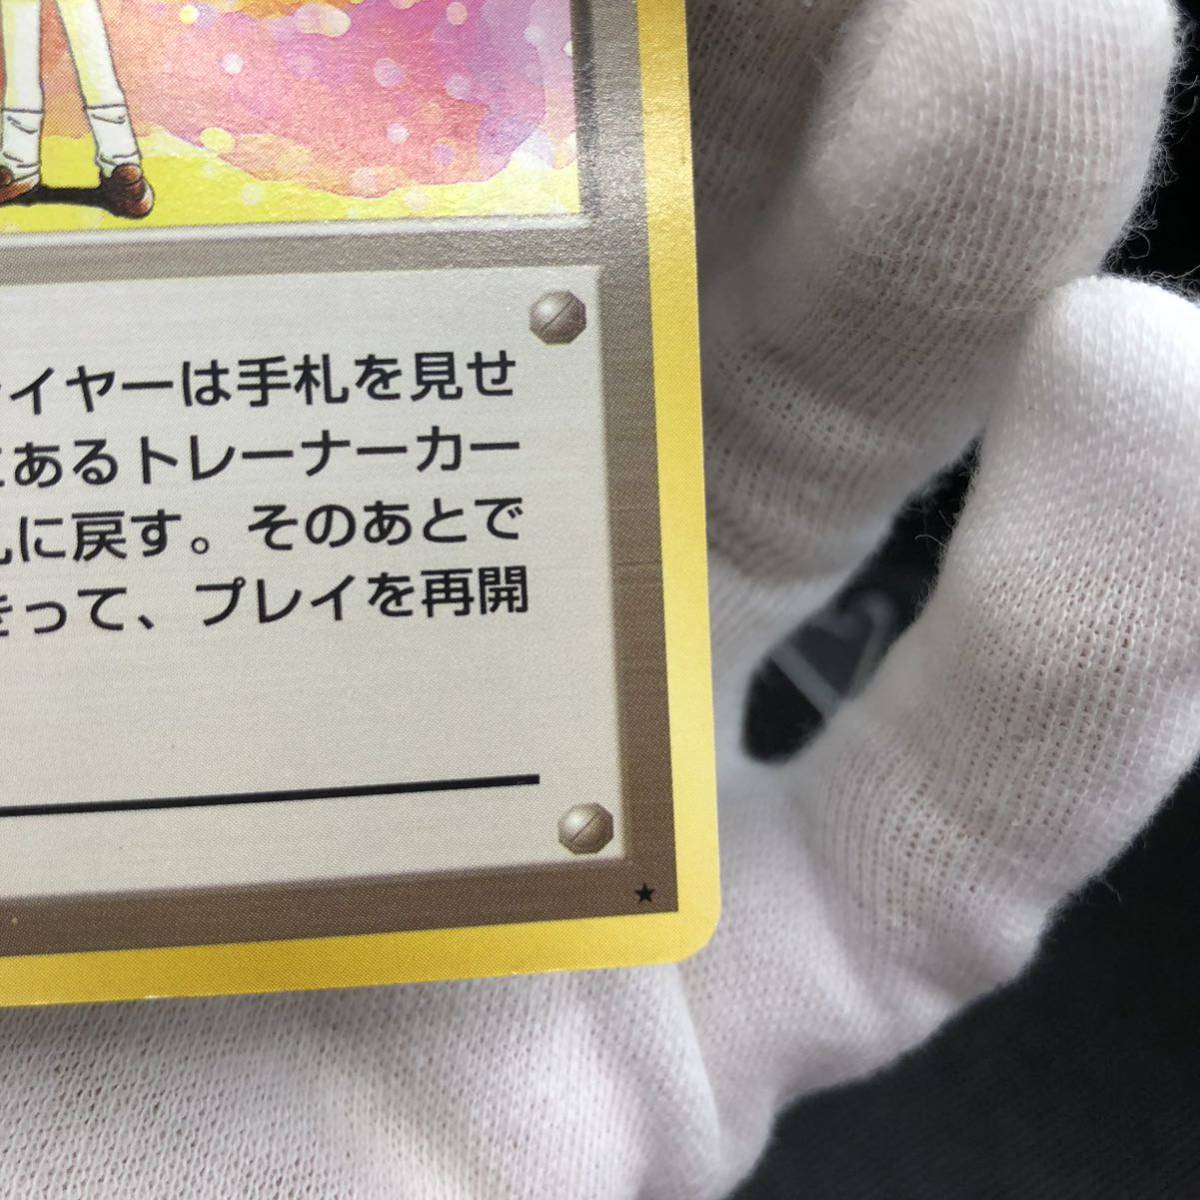 イヤーは手札を見せ
あるトレーナーカー
に戻す。そのあとで
って、プレイを再開
★